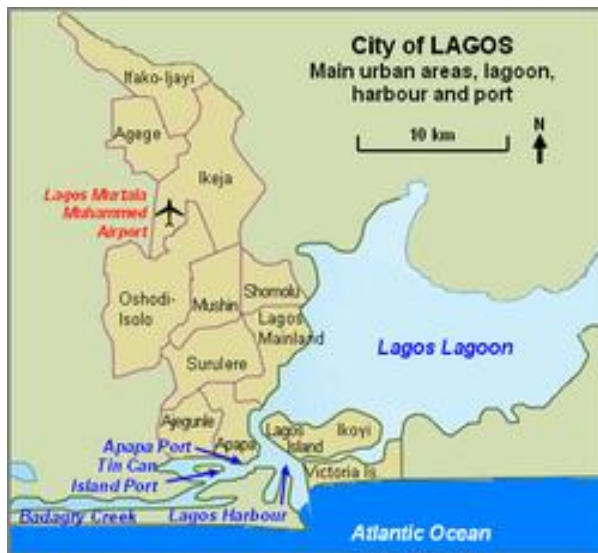 City of LAGOS
Main urban areas, lagoon,
harbour and port
10 km
N
Ifako-Ijayi
Agege
Ikeja
Lagos Murtala
Muhammed
Airport
Oshodi-
Isolo
Mushin
Shomolu
Lagos
Mainland
Surulere
Lagos Lagoon
Ajegunle
Apapa
Lagos
Island
Ikoyi
Victoria Is.
Apapa Port
Tin Can
Island Port
Badagry Creek
Lagos Harbour
Atlantic Ocean